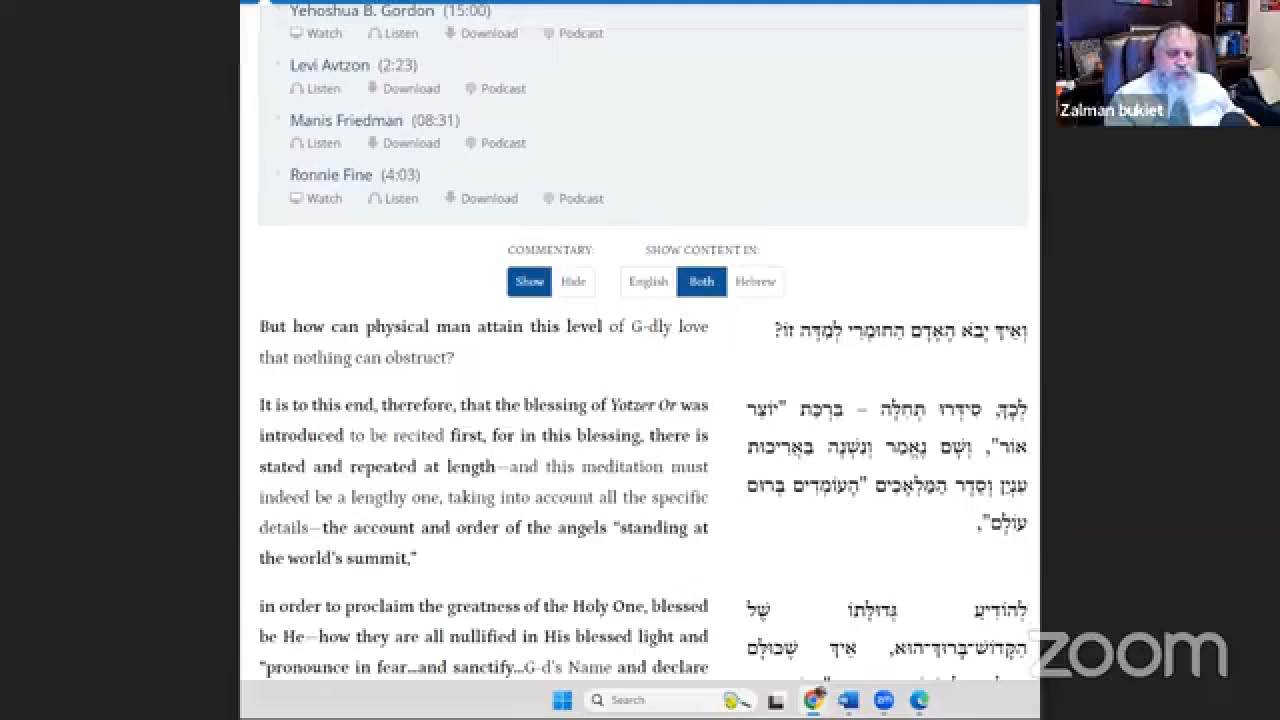 Yehoshua B. Gordon (15:00)
Watch Listen Download Podcast
Levi Avtzon (2:23)
Listen Download Podcast
Manis Friedman (08:31)
Listen Download Podcast
Ronnie Fine (4:03)
Watch Listen Download Podcast
COMMENTARY: SHOW CONTENT IN:
Show Hide English Both Hebrew
But how can physical man attain this level of G-dly love
that nothing can obstruct?
וְאֵיךְ יָבֹא הָאָדָם הַחוּמְרִי לְמִדָּה זוֹ?
It is to this end, therefore, that the blessing of Yotzer Or was
introduced to be recited first, for in this blessing, there is
stated and repeated at length—and this meditation must
indeed be a lengthy one, taking into account all the specific
details—the account and order of the angels “standing at
the world’s summit,”
לְכָךְ, סִידְּרוּ תְּחִלָּה – בִּרְכַּת "יוֹצֵר
אוֹר", וְשָׁם נֶאֱמַר וְנִשְׁנָה בַּאֲרִיכוּת
עִנְיַן וְסֵדֶר הַמַּלְאָכִים "הָעוֹמְדִים בְּרוּם
עוֹלָם",
in order to proclaim the greatness of the Holy One, blessed
be He—how they are all nullified in His blessed light and
“pronounce in fear...and sanctify...G-d’s Name and declare
לְהוֹדִיעַ גְּדוּלָּתוֹ שֶׁל
הַקָּדוֹשׁ־בָּרוּךְ־הוּא, אֵיךְ שֶׁכּוּלָּם
Search
Zalman bukiet
zoom